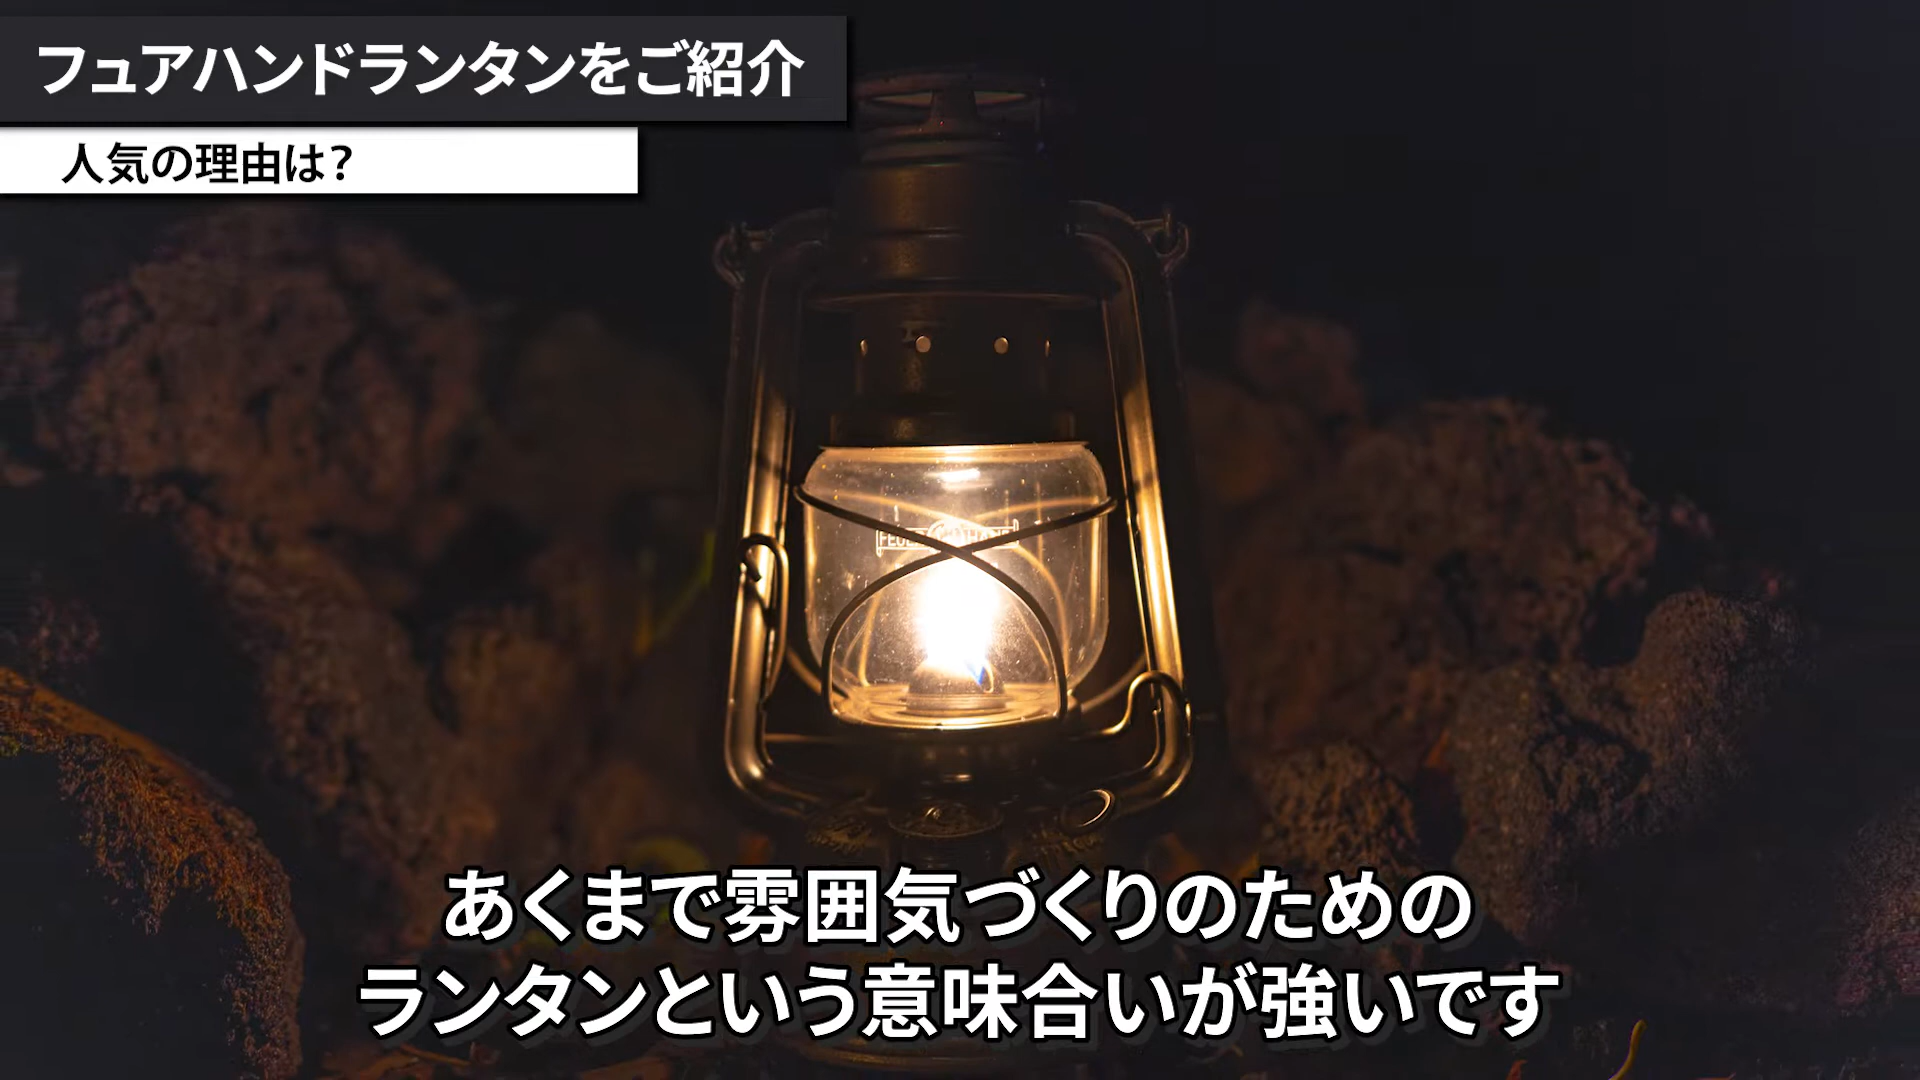 フュアハンドランタンをご紹介
人気の理由は？
FEUER HAND
あくまで雰囲気づくりのための
ランタンという意味合いが強いです